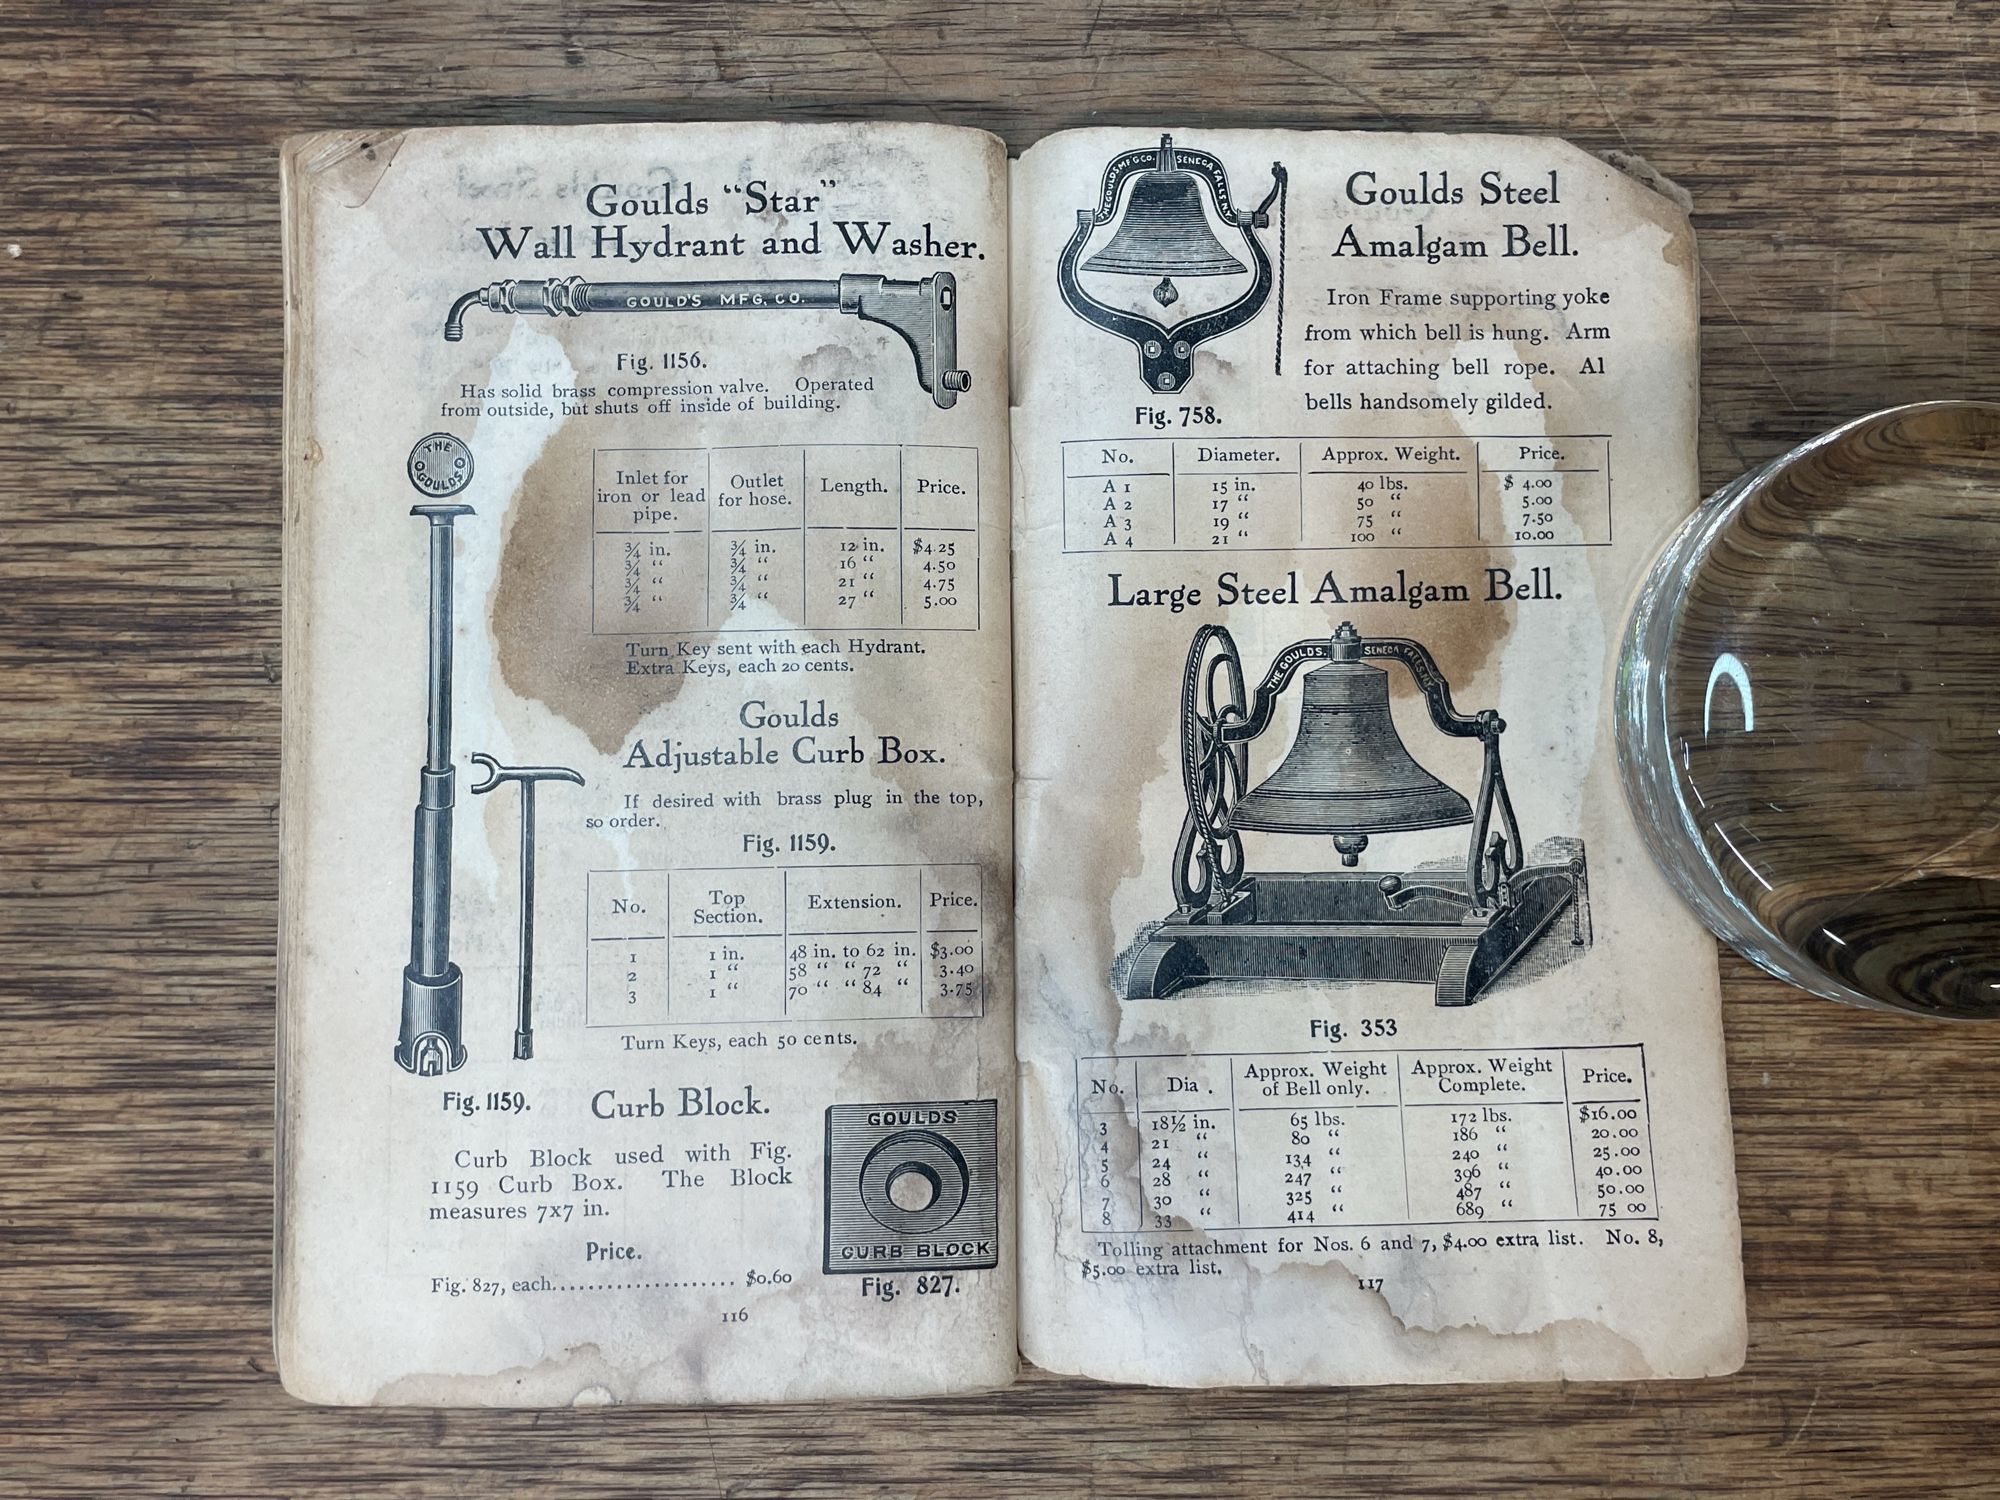 Goulds "Star"
Wall Hydrant and Washer.
GOULD'S MFG. CO.
Fig. 1156.
Has solid brass compression valve. Operated
from outside, but shuts off inside of building.
THE
GOULDS
Inlet for iron or lead pipe. Outlet for hose. Length. Price.
¾ in. ¾ in. 12 in. $4.25
¾ " ¾ " 16 " 4.50
¾ " ¾ " 21 " 4.75
¾ " ¾ " 27 " 5.00
Turn Key sent with each Hydrant.
Extra Keys, each 20 cents.
Goulds
Adjustable Curb Box.
If desired with brass plug in the top,
so order.
Fig. 1159.
No. Top Section. Extension. Price.
1 1 in. 48 in. to 62 in. $3.00
2 1 " 58 " " 72 " 3.40
3 1 " 70 " " 84 " 3.75
Turn Keys, each 50 cents.
Fig. 1159.
Curb Block.
Curb Block used with Fig.
1159 Curb Box. The Block
measures 7x7 in.
Price.
Fig. 827, each.................... $0.60
GOULDS
CURB BLOCK
Fig. 827.
116
THE GOULDS MF'G CO. SENECA FALLS N.Y.
Goulds Steel
Amalgam Bell.
Iron Frame supporting yoke
from which bell is hung. Arm
for attaching bell rope. Al
bells handsomely gilded.
Fig. 758.
No. Diameter. Approx. Weight. Price.
A 1 15 in. 40 lbs. $ 4.00
A 2 17 " 50 " 5.00
A 3 19 " 75 " 7.50
A 4 21 " 100 " 10.00
Large Steel Amalgam Bell.
THE GOULDS. SENECA FALLS N.Y.
Fig. 353
No. Dia . Approx. Weight of Bell only. Approx. Weight Complete. Price.
3 18½ in. 65 lbs. 172 lbs. $16.00
4 21 " 80 " 186 " 20.00
5 24 " 134 " 240 " 25.00
6 28 " 247 " 396 " 40.00
7 30 " 325 " 487 " 50.00
8 33 " 414 " 689 " 75 00
Tolling attachment for Nos. 6 and 7, $4.00 extra list. No. 8,
$5.00 extra list.
117